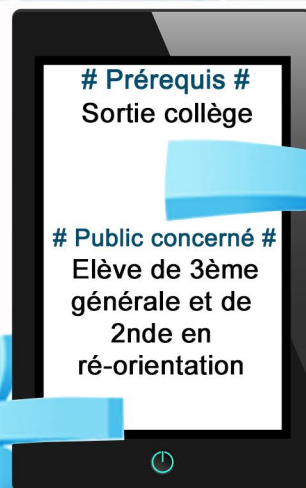 # Prérequis #
Sortie collège
# Public concerné #
Elève de 3ème
générale et de
2nde en
ré-orientation